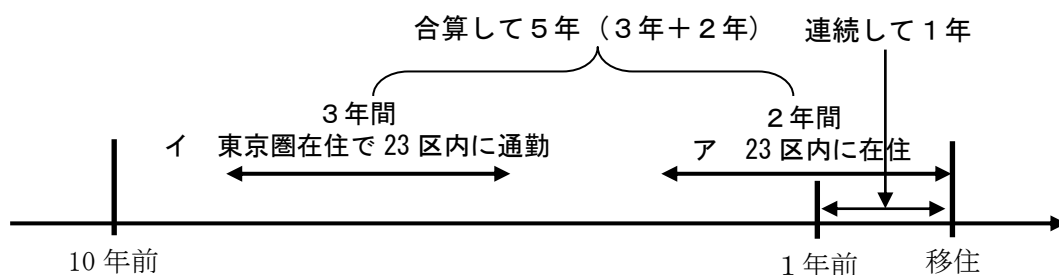 合算して５年（３年＋２年）
連続して１年
３年間
２年間
イ　東京圏在住で 23 区内に通勤
ア　23 区内に在住
10 年前
１年前
移住